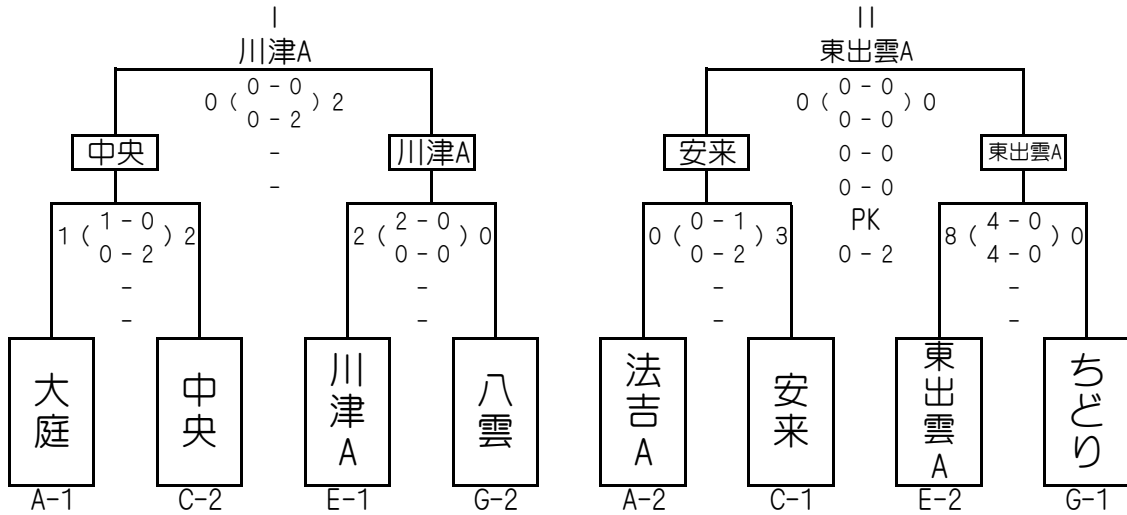 I II
川津A 東出雲A
0 ( 0 - 0 ) 2 0 ( 0 - 0 ) 0
0 - 2 0 - 0
中央 - 川津A 安来 0 - 0 東出雲A
- 0 - 0
1 ( 1 - 0 ) 2 2 ( 2 - 0 ) 0 0 ( 0 - 1 ) 3 PK 8 ( 4 - 0 ) 0
0 - 2 0 - 0 0 - 2 0 - 2 4 - 0
- - - -
- - - -
大庭 中央 川津A 八雲 法吉A 安来 東出雲A ちどり
A-1 C-2 E-1 G-2 A-2 C-1 E-2 G-1